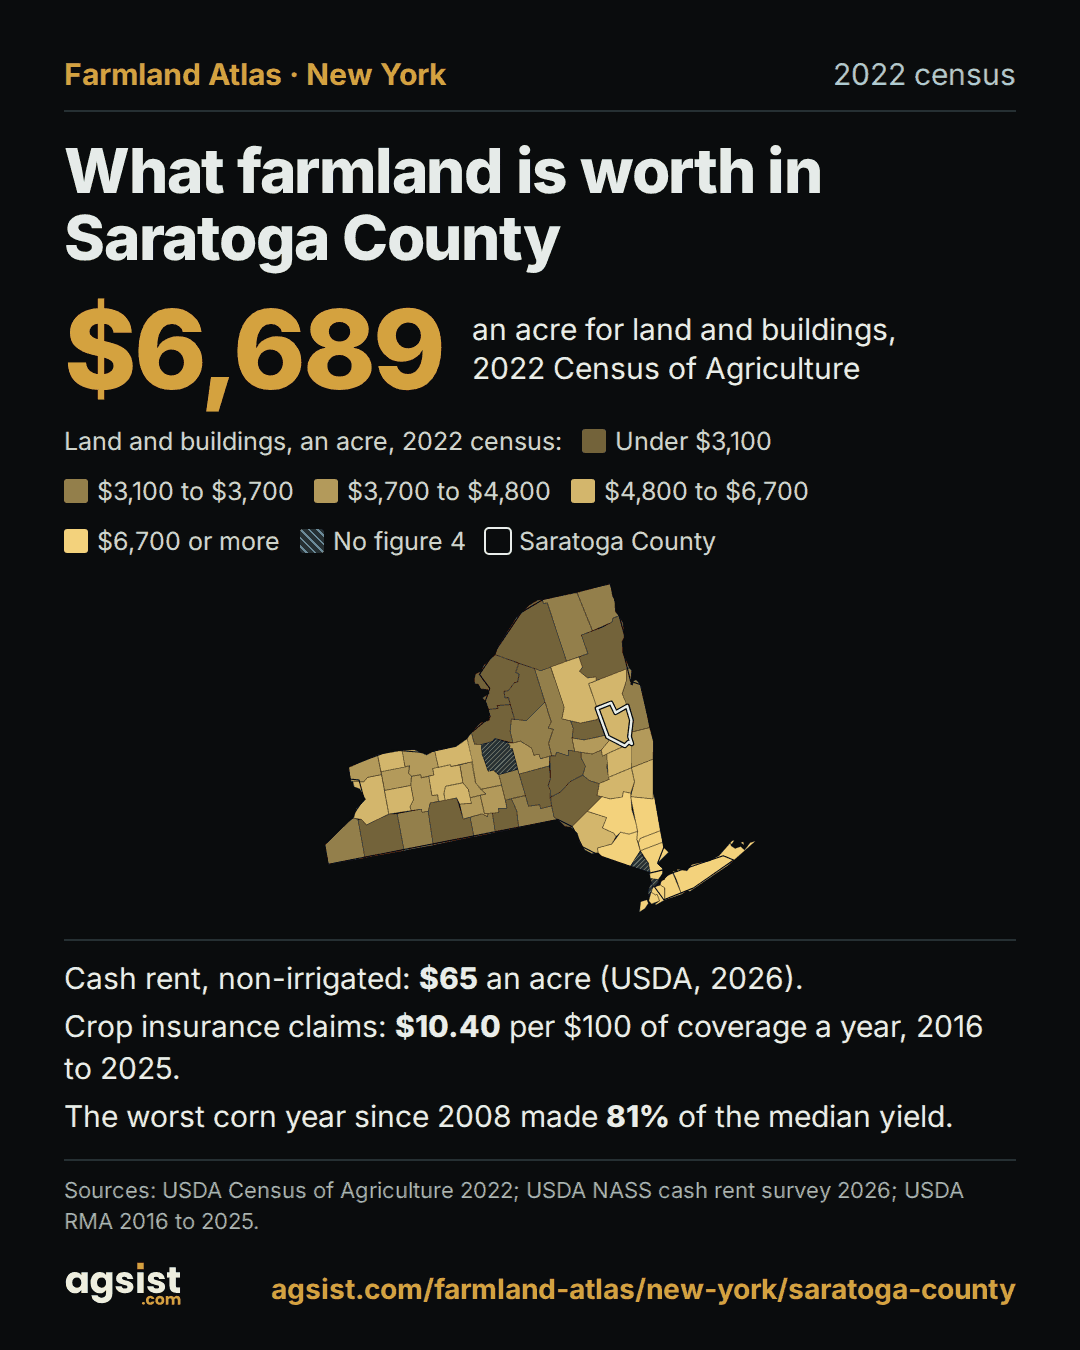 Farmland Atlas · New York
2022 census
What farmland is worth in
Saratoga County
$6,689
an acre for land and buildings,
2022 Census of Agriculture
Land and buildings, an acre, 2022 census: Under $3,100
$3,100 to $3,700 $3,700 to $4,800 $4,800 to $6,700
$6,700 or more No figure 4 Saratoga County
Cash rent, non-irrigated: $65 an acre (USDA, 2026).
Crop insurance claims: $10.40 per $100 of coverage a year, 2016
to 2025.
The worst corn year since 2008 made 81% of the median yield.
Sources: USDA Census of Agriculture 2022; USDA NASS cash rent survey 2026; USDA
RMA 2016 to 2025.
agsist
.com
agsist.com/farmland-atlas/new-york/saratoga-county